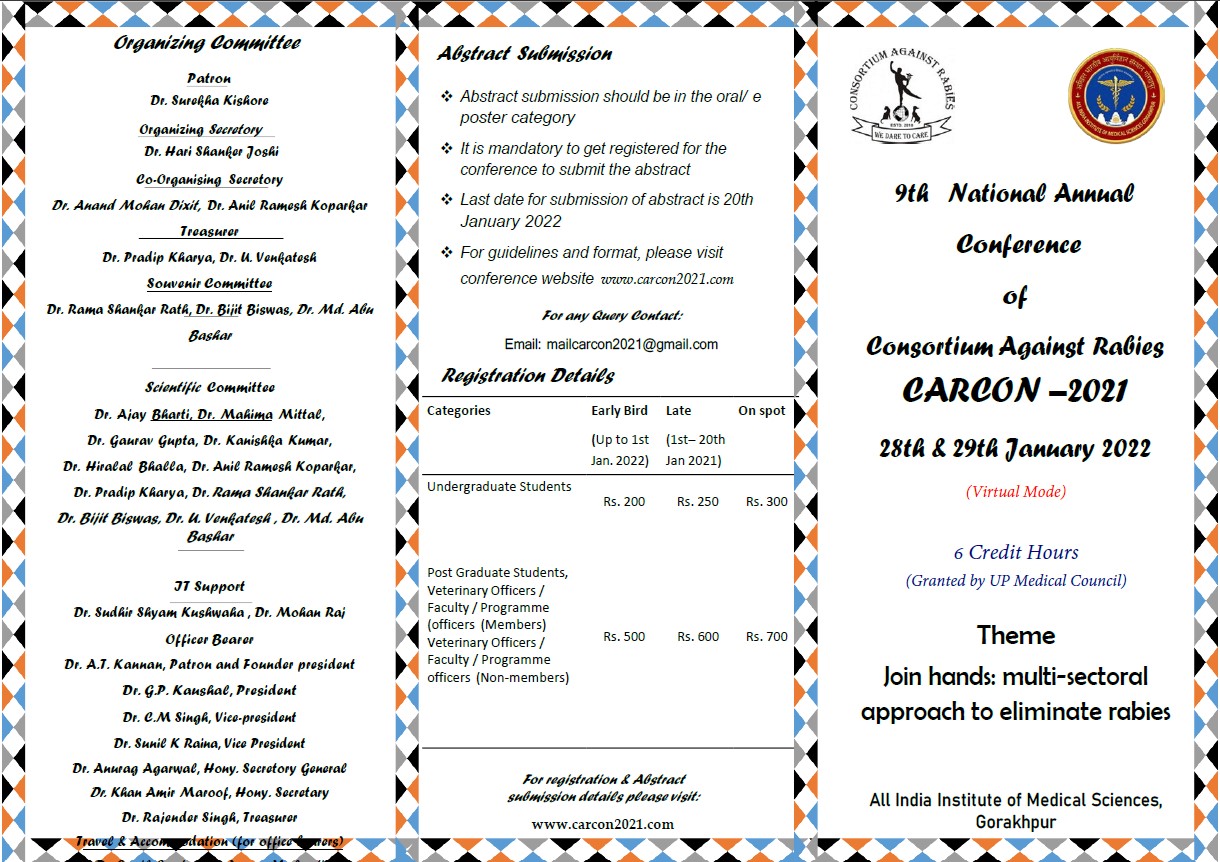 Organizing Committee
Patron
Dr. Surekha Kishore
Organizing Secretory
Dr. Hari Shanker Joshi
Co-Organising Secretory
Dr. Anand Mohan Dixit, Dr. Anil Ramesh Koparkar
Treasurer
Dr. Pradip Kharya, Dr. U. Venkatesh
Souvenir Committee
Dr. Rama Shankar Rath, Dr. Bijit Biswas, Dr. Md. Abu
Bashar
Scientific Committee
Dr. Ajay Bharti, Dr. Mahima Mittal,
Dr. Gaurav Gupta, Dr. Kanishka Kumar,
Dr. Hiralal Bhalla, Dr. Anil Ramesh Koparkar,
Dr. Pradip Kharya, Dr. Rama Shankar Rath,
Dr. Bijit Biswas, Dr. U. Venkatesh , Dr. Md. Abu
Bashar
IT Support
Dr. Sudhir Shyam Kushwaha , Dr. Mohan Raj
Officer Bearer
Dr. A.T. Kannan, Patron and Founder president
Dr. G.P. Kaushal, President
Dr. C.M Singh, Vice-president
Dr. Sunil K Raina, Vice President
Dr. Anurag Agarwal, Hony. Secretary General
Dr. Khan Amir Maroof, Hony. Secretary
Dr. Rajender Singh, Treasurer
Travel & Accommodation (for office bearers)
Abstract Submission
❖ Abstract submission should be in the oral/ e
poster category
❖ It is mandatory to get registered for the
conference to submit the abstract
❖ Last date for submission of abstract is 20th
January 2022
❖ For guidelines and format, please visit
conference website www.carcon2021.com
For any Query Contact:
Email: mailcarcon2021@gmail.com
Registration Details
Categories Early Bird Late On spot
(Up to 1st (1st– 20th
Jan. 2022) Jan 2021)
Undergraduate Students
Rs. 200 Rs. 250 Rs. 300
Post Graduate Students,
Veterinary Officers /
Faculty / Programme
(officers (Members)
Veterinary Officers /
Faculty / Programme
officers (Non-members)
Rs. 500 Rs. 600 Rs. 700
For registration & Abstract
submission details please visit:
www.carcon2021.com
CONSORTIUM AGAINST RABIES
WE DARE TO CARE
9th National Annual
Conference
of
Consortium Against Rabies
CARCON –2021
28th & 29th January 2022
(Virtual Mode)
6 Credit Hours
(Granted by UP Medical Council)
Theme
Join hands: multi-sectoral
approach to eliminate rabies
All India Institute of Medical Sciences,
Gorakhpur